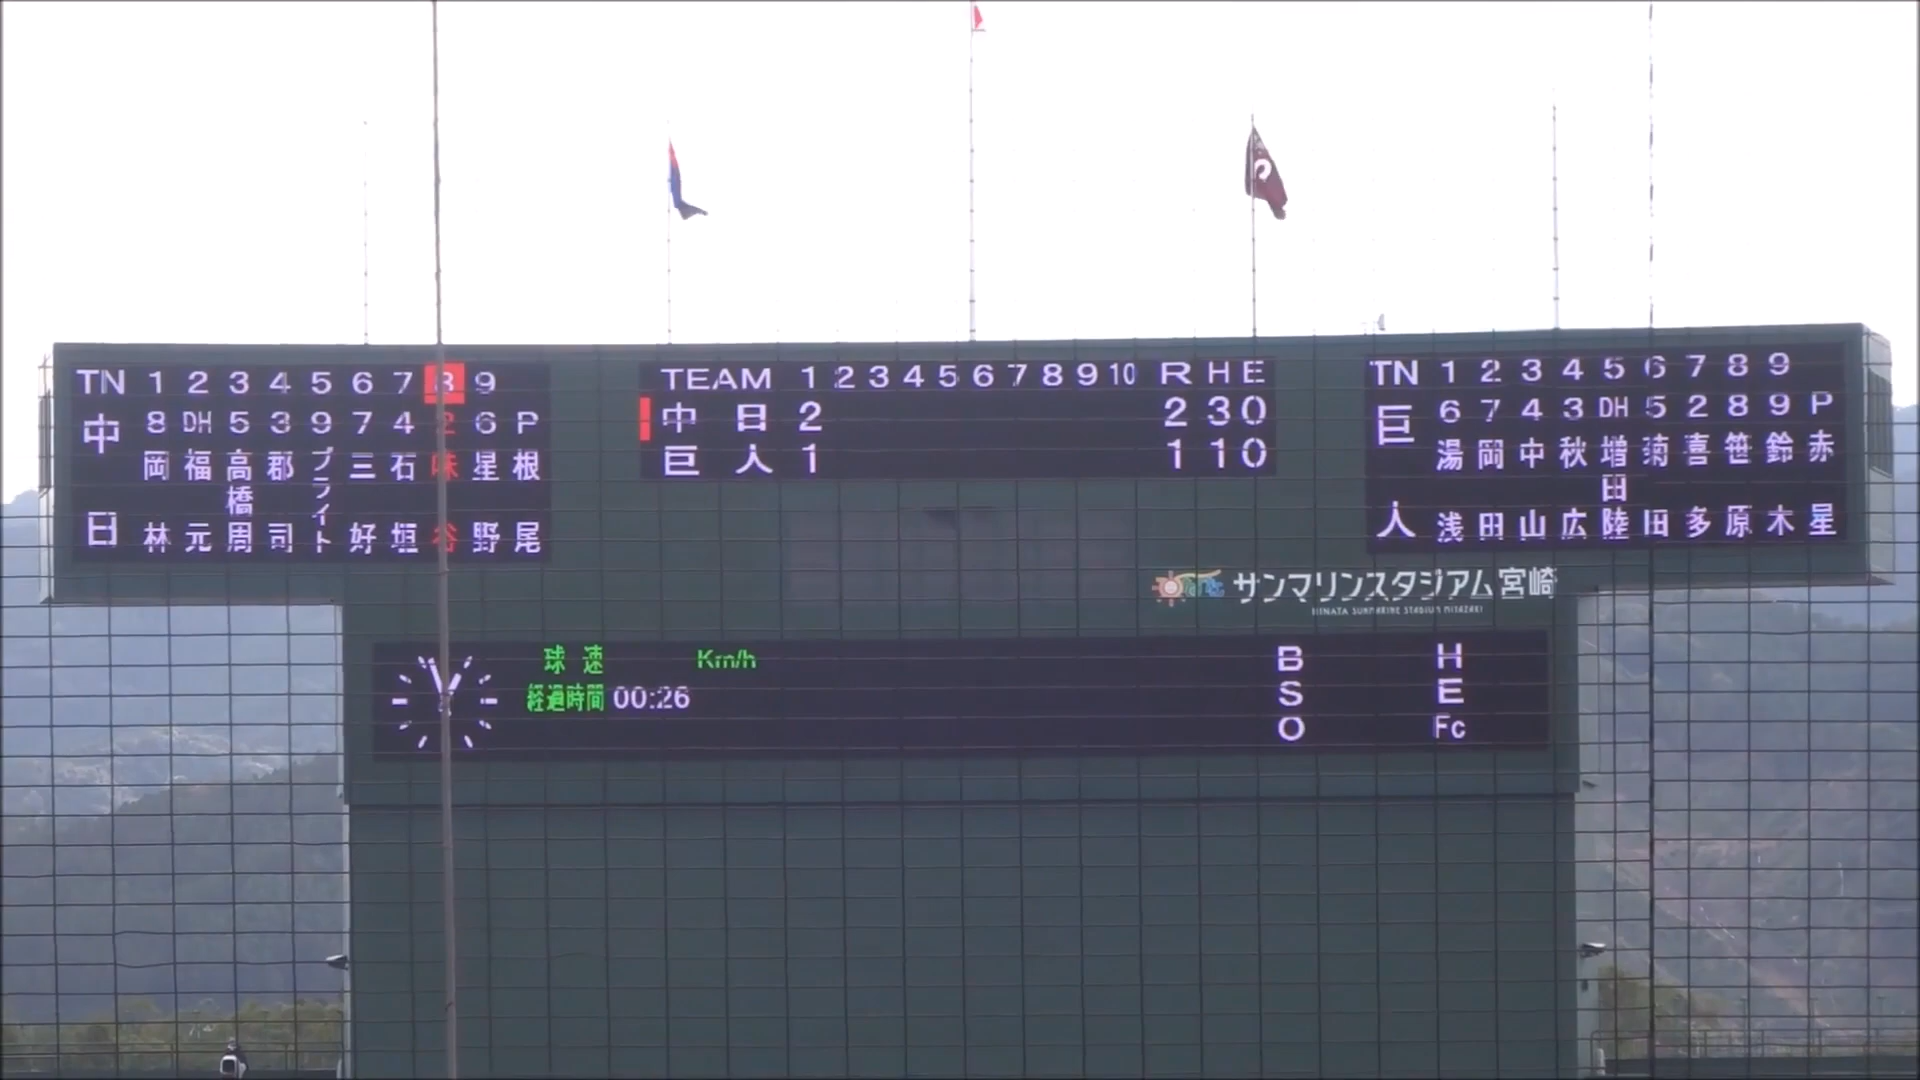 TN 1 2 3 4 5 6 7 8 9
中日
8 DH 5 3 9 7 4 2 6 P
岡林
福元
高橋周
郡司
ブライト
三好
石垣
味谷
星野
根尾
TEAM 1 2 3 4 5 6 7 8 9 10 R H E
中日 2 2 3 0
巨人 1 1 1 0
TN 1 2 3 4 5 6 7 8 9
巨人
6 7 4 3 DH 5 2 8 9 P
湯浅
岡田
中山
秋広
増田陸
菊田
喜多
笹原
鈴木
赤星
サンマリンスタジアム宮崎
HINATA SUNMARINE STADIUM MIYAZAKI
球速 Km/h
経過時間 00:26
B H
S E
O Fc